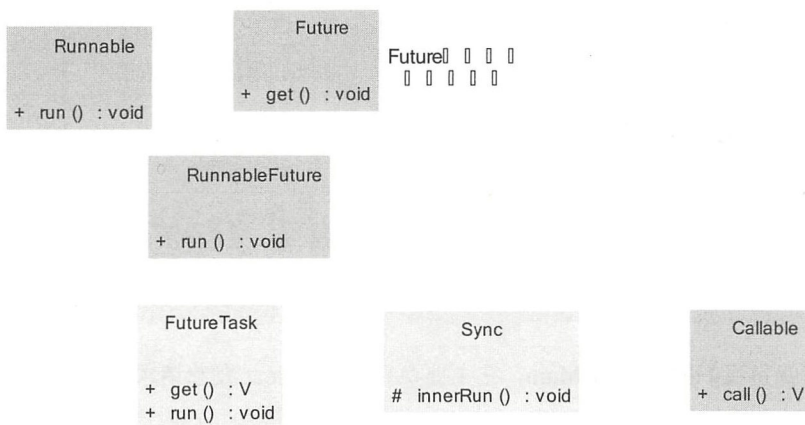 Runnable
+ run () : void
Future
+ get () : void
Future
RunnableFuture
+ run () : void
FutureTask
+ get () : V
+ run () : void
Sync
# innerRun () : void
Callable
+ call () : V